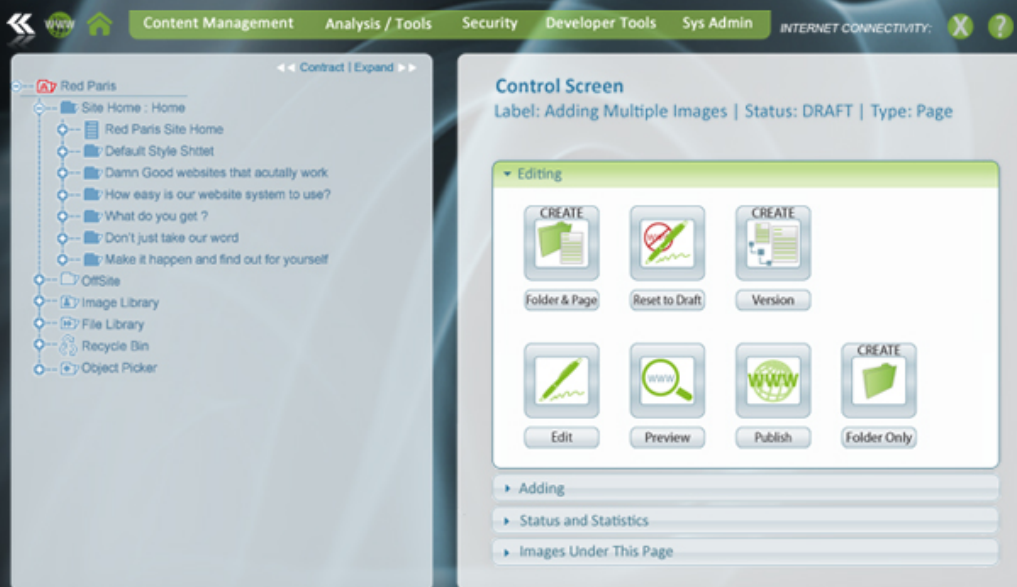 WWW
Content Management
Analysis / Tools
Security
Developer Tools
Sys Admin
INTERNET CONNECTIVITY:
X
?
Contract | Expand
Red Paris
Site Home : Home
Red Paris Site Home
Default Style Shttet
Damn Good websites that acutally work
How easy is our website system to use?
What do you get ?
Don't just take our word
Make it happen and find out for yourself
OffSite
Image Library
File Library
Recycle Bin
Object Picker
Control Screen
Label: Adding Multiple Images | Status: DRAFT | Type: Page
Editing
CREATE
Folder & Page
www
Reset to Draft
CREATE
Version
Edit
www
Preview
WWW
Publish
CREATE
Folder Only
Adding
Status and Statistics
Images Under This Page